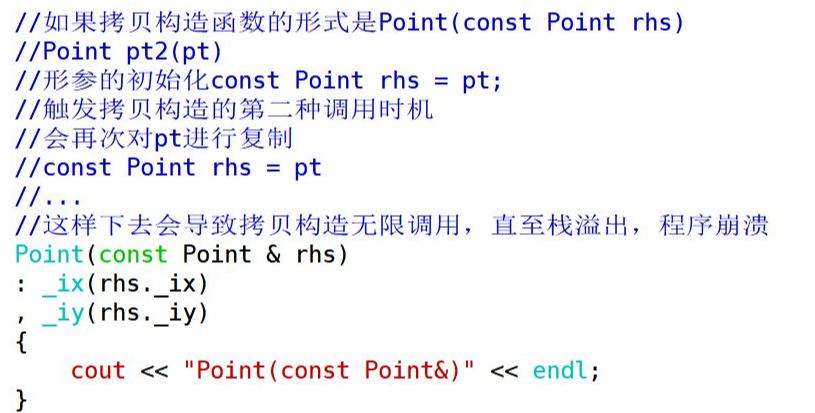 //如果拷贝构造函数的形式是Point(const Point rhs)
//Point pt2(pt)
//形参的初始化const Point rhs = pt;
//触发拷贝构造的第二种调用时机
//会再次对pt进行复制
//const Point rhs = pt
//...
//这样下去会导致拷贝构造无限调用，直至栈溢出，程序崩溃
Point(const Point & rhs)
: _ix(rhs._ix)
, _iy(rhs._iy)
{
    cout << "Point(const Point&)" << endl;
}